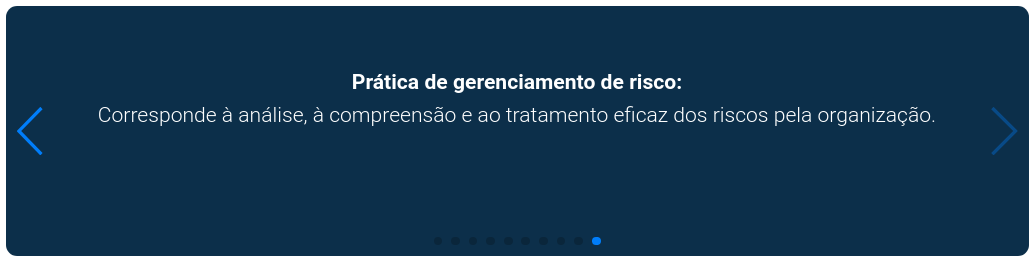 Prática de gerenciamento de risco:
Corresponde à análise, à compreensão e ao tratamento eficaz dos riscos pela organização.